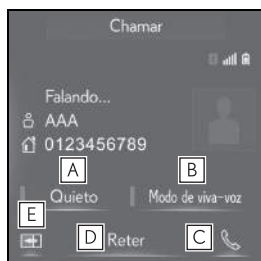 Chamar
Falando...
AAA
0123456789
A
B
Quieto
Modo de viva-voz
E
D
Reter
C